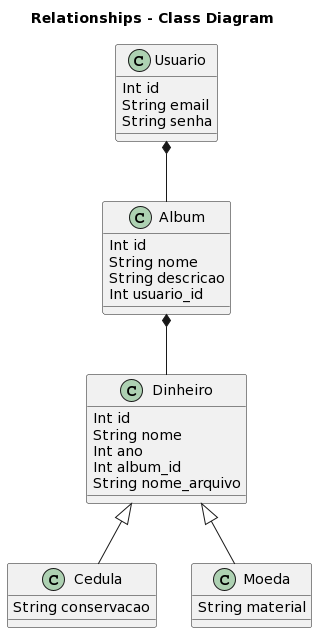 Relationships - Class Diagram
C Usuario
Int id
String email
String senha
C Album
Int id
String nome
String descricao
Int usuario_id
C Dinheiro
Int id
String nome
Int ano
Int album_id
String nome_arquivo
C Cedula
String conservacao
C Moeda
String material